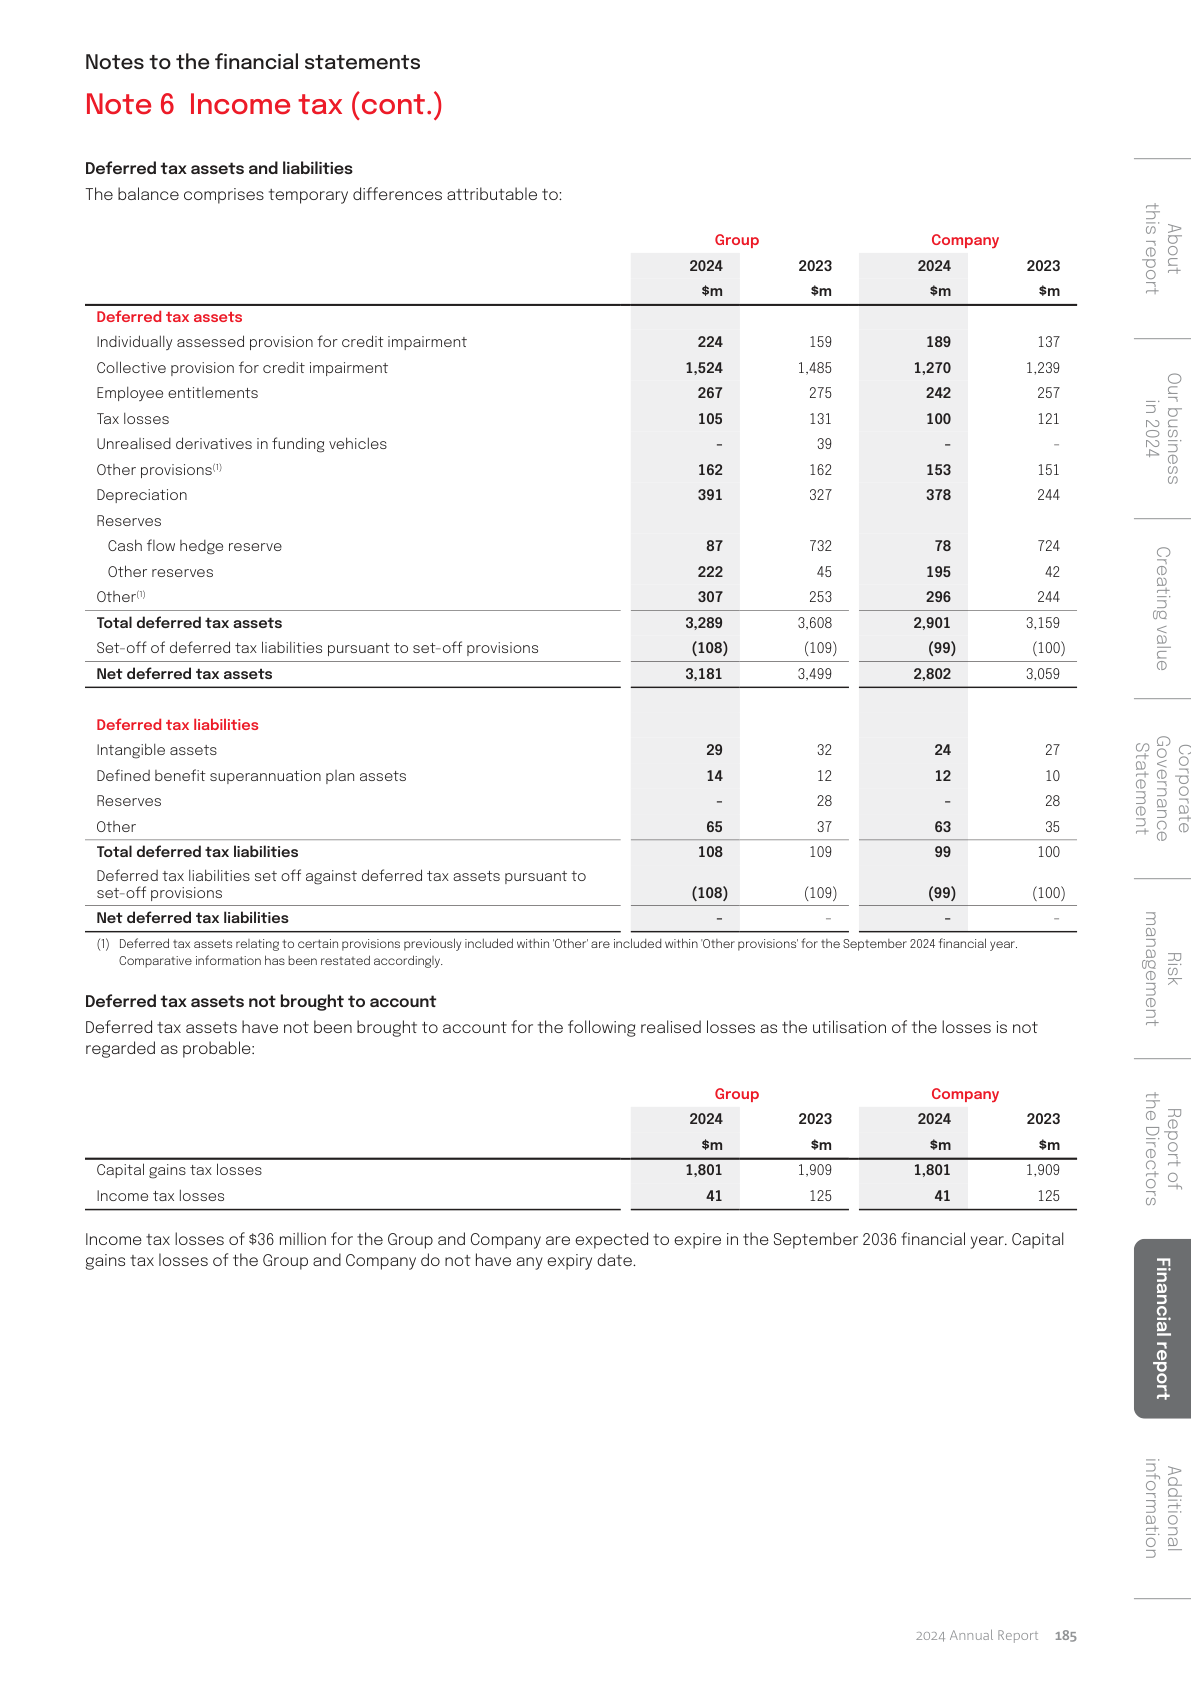 Notes to the financial statements
Note 6 Income tax (cont.)
Deferred tax assets and liabilities
The balance comprises temporary differences attributable to:
Group Company
2024 2023 2024 2023
$m $m $m $m
Deferred tax assets
Individually assessed provision for credit impairment 224 159 189 137
Collective provision for credit impairment 1,524 1,485 1,270 1,239
Employee entitlements 267 275 242 257
Tax losses 105 131 100 121
Unrealised derivatives in funding vehicles – 39 – –
Other provisions(1) 162 162 153 151
Depreciation 391 327 378 244
Reserves
Cash flow hedge reserve 87 732 78 724
Other reserves 222 45 195 42
Other(1) 307 253 296 244
Total deferred tax assets 3,289 3,608 2,901 3,159
Set-off of deferred tax liabilities pursuant to set-off provisions (108) (109) (99) (100)
Net deferred tax assets 3,181 3,499 2,802 3,059
Deferred tax liabilities
Intangible assets 29 32 24 27
Defined benefit superannuation plan assets 14 12 12 10
Reserves – 28 – 28
Other 65 37 63 35
Total deferred tax liabilities 108 109 99 100
Deferred tax liabilities set off against deferred tax assets pursuant to
set-off provisions (108) (109) (99) (100)
Net deferred tax liabilities – – – –
(1) Deferred tax assets relating to certain provisions previously included within 'Other' are included within 'Other provisions' for the September 2024 financial year.
Comparative information has been restated accordingly.
Deferred tax assets not brought to account
Deferred tax assets have not been brought to account for the following realised losses as the utilisation of the losses is not
regarded as probable:
Group Company
2024 2023 2024 2023
$m $m $m $m
Capital gains tax losses 1,801 1,909 1,801 1,909
Income tax losses 41 125 41 125
Income tax losses of $36 million for the Group and Company are expected to expire in the September 2036 financial year. Capital
gains tax losses of the Group and Company do not have any expiry date.
About
this report
Our business
in 2024
Creating value
Corporate
Governance
Statement
Risk
management
Report of
the Directors
Financial report
Additional
information
2024 Annual Report 185